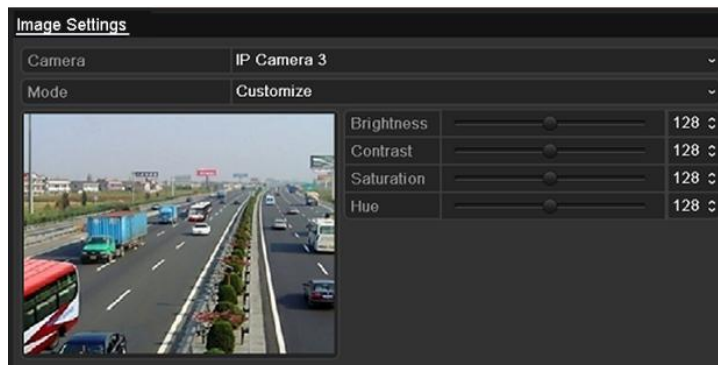 Image Settings
Camera IP Camera 3
Mode Customize
Brightness 128
Contrast 128
Saturation 128
Hue 128